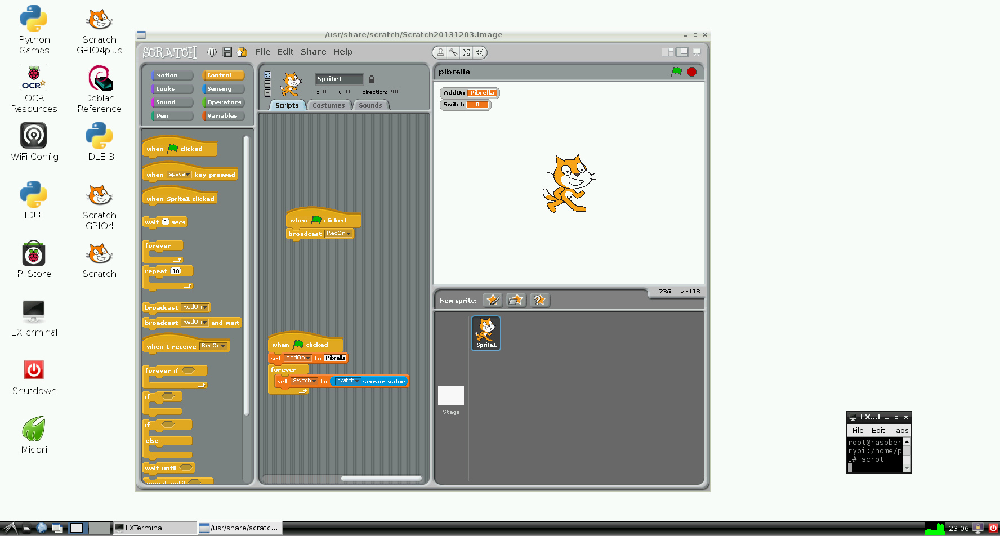 Python
Games
Scratch
GPIO4plus
OCR
OCR
Resources
Debian
Reference
WiFi Config
IDLE 3
IDLE
Scratch
GPIO4
Pi Store
Scratch
LXTerminal
Shutdown
Midori
/usr/share/scratch/Scratch20131203.image
SCRATCH
File Edit Share Help
Motion Control
Looks Sensing
Sound Operators
Pen Variables
when clicked
when space key pressed
when Sprite1 clicked
wait 1 secs
forever
repeat 10
broadcast RedOn
broadcast RedOn and wait
when I receive RedOn
forever if
if
if
else
wait until
repeat until
Sprite1
x: 0 y: 0 direction: 90
Scripts Costumes Sounds
when clicked
broadcast RedOn
when clicked
set AddOn to Pibrella
forever
set Switch to switch sensor value
pibrella
AddOn Pibrella
Switch 0
x: 236 y: -413
New sprite:
Sprite1
Stage
LX...l
File Edit Tabs
root@raspber
rypi:/home/p
i# scrot
LXTerminal
/usr/share/scratc...
23:06